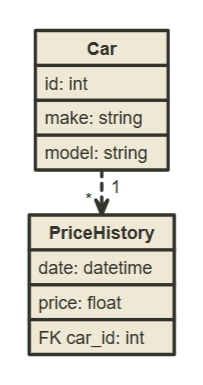 Car
id: int
make: string
model: string
1
*
PriceHistory
date: datetime
price: float
FK car_id: int